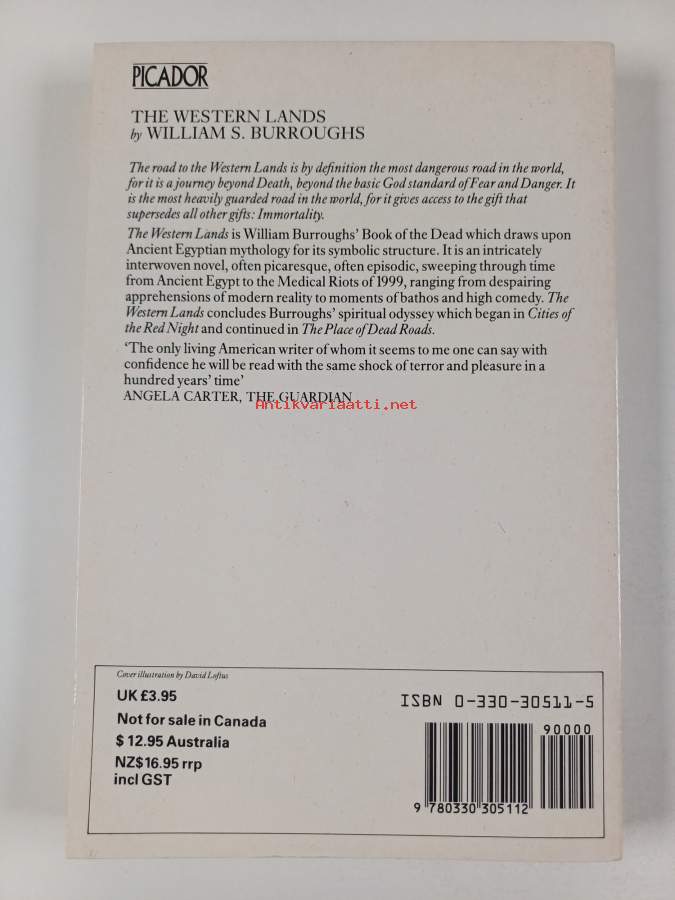 PICADOR
THE WESTERN LANDS
by WILLIAM S. BURROUGHS
The road to the Western Lands is by definition the most dangerous road in the world,
for it is a journey beyond Death, beyond the basic God standard of Fear and Danger. It
is the most heavily guarded road in the world, for it gives access to the gift that
supersedes all other gifts: Immortality.
The Western Lands is William Burroughs' Book of the Dead which draws upon
Ancient Egyptian mythology for its symbolic structure. It is an intricately
interwoven novel, often picaresque, often episodic, sweeping through time
from Ancient Egypt to the Medical Riots of 1999, ranging from despairing
apprehensions of modern reality to moments of bathos and high comedy. The
Western Lands concludes Burroughs' spiritual odyssey which began in Cities of
the Red Night and continued in The Place of Dead Roads.
'The only living American writer of whom it seems to me one can say with
confidence he will be read with the same shock of terror and pleasure in a
hundred years' time'
ANGELA CARTER, THE GUARDIAN
Antikvariaatti.net
Cover illustration by David Loftus
UK £3.95
Not for sale in Canada
$ 12.95 Australia
NZ$16.95 rrp
incl GST
ISBN 0-330-30511-5
90000
9 780330 305112